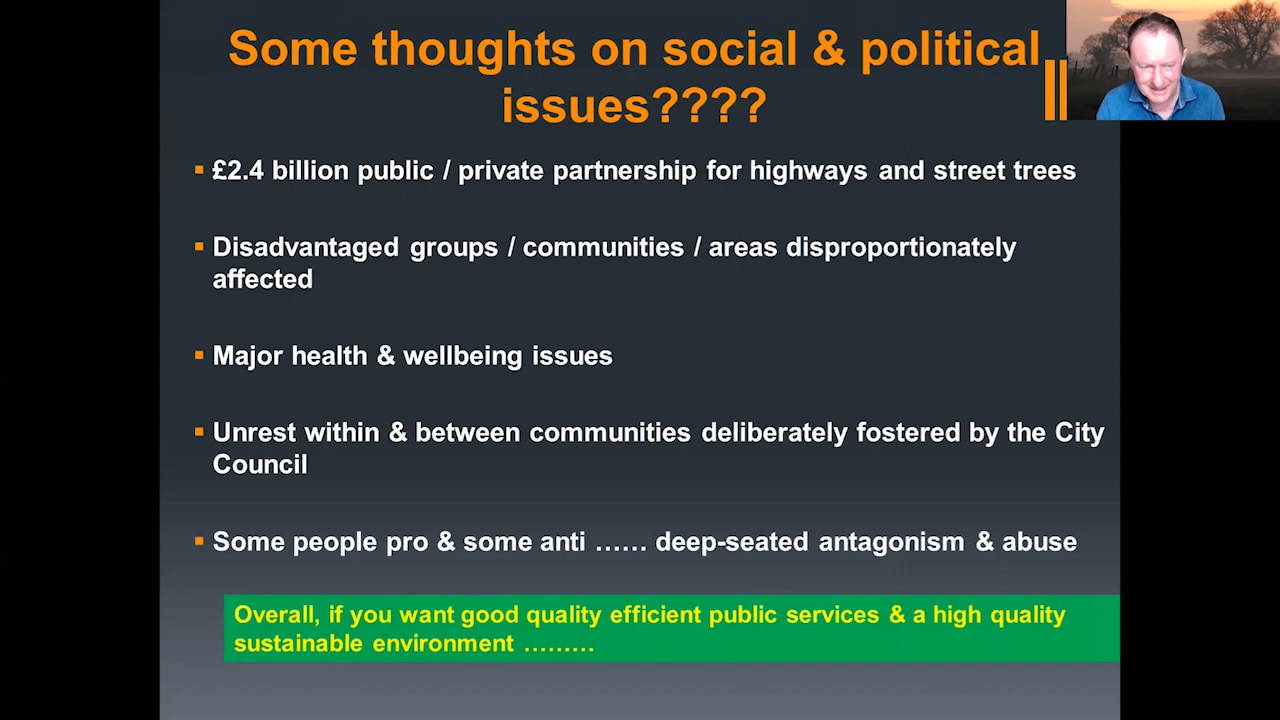 Some thoughts on social & political
issues????
£2.4 billion public / private partnership for highways and street trees
Disadvantaged groups / communities / areas disproportionately
affected
Major health & wellbeing issues
Unrest within & between communities deliberately fostered by the City
Council
Some people pro & some anti …… deep-seated antagonism & abuse
Overall, if you want good quality efficient public services & a high quality
sustainable environment ………